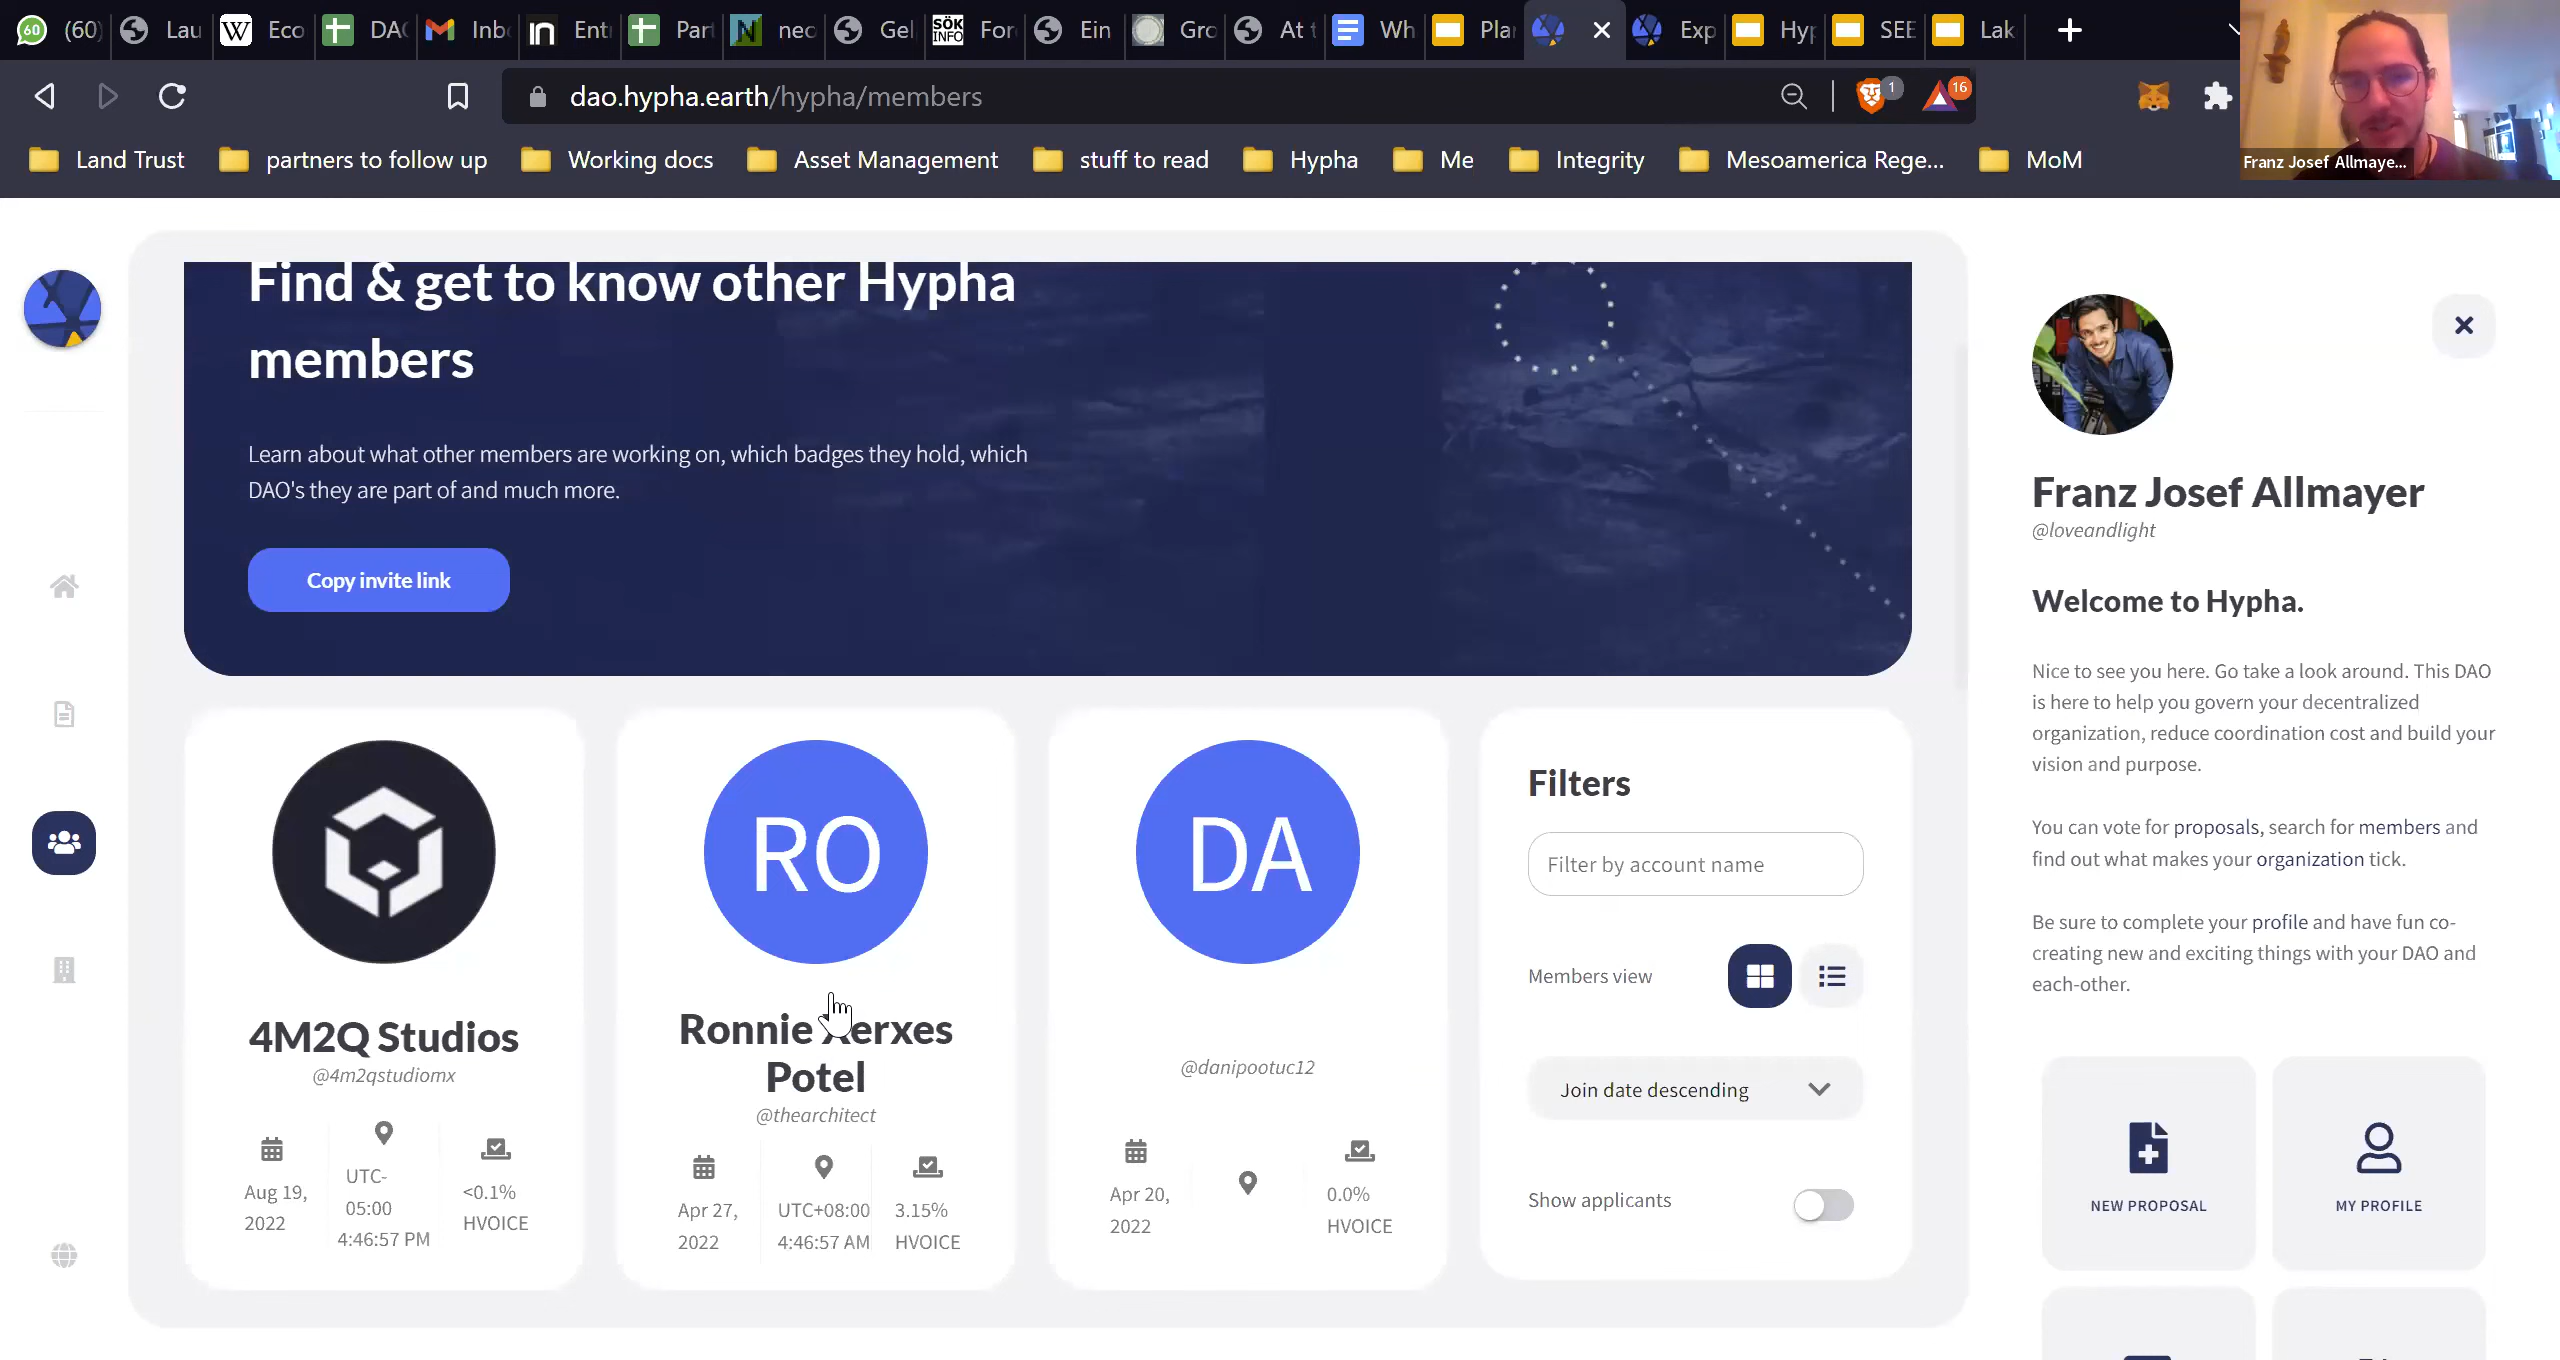 60 (60) Lau W Eco DAO Inb in Ent Par N nec Gel SÖK INFO For Ein Gro At t Wh Plar Exp Hyp SEE Lak
dao.hypha.earth/hypha/members 1 16
Land Trust partners to follow up Working docs Asset Management stuff to read Hypha Me Integrity Mesoamerica Rege... MoM
Franz Josef Allmaye...
Find & get to know other Hypha
members
Learn about what other members are working on, which badges they hold, which
DAO's they are part of and much more.
Copy invite link
RO
DA
4M2Q Studios
@4m2qstudiomx
Aug 19,
2022
UTC-
05:00
4:46:57 PM
<0.1%
HVOICE
Ronnie Xerxes
Potel
@thearchitect
Apr 27,
2022
UTC+08:00
4:46:57 AM
3.15%
HVOICE
@danipootuc12
Apr 20,
2022
0.0%
HVOICE
Filters
Filter by account name
Members view
Join date descending
Show applicants
Franz Josef Allmayer
@loveandlight
Welcome to Hypha.
Nice to see you here. Go take a look around. This DAO
is here to help you govern your decentralized
organization, reduce coordination cost and build your
vision and purpose.
You can vote for proposals, search for members and
find out what makes your organization tick.
Be sure to complete your profile and have fun co-
creating new and exciting things with your DAO and
each-other.
NEW PROPOSAL
MY PROFILE